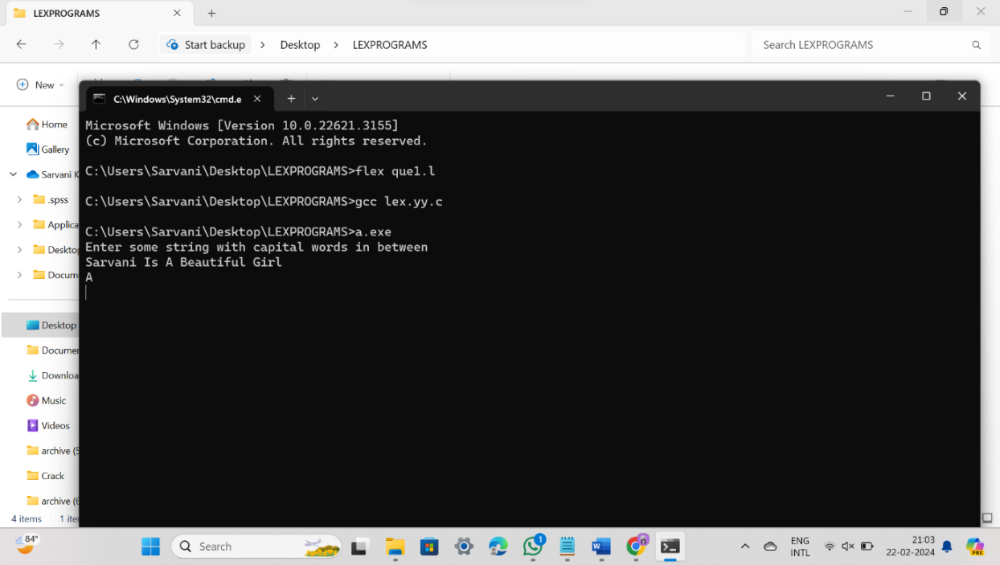 LEXPROGRAMS
Start backup > Desktop > LEXPROGRAMS
Search LEXPROGRAMS
New
C:\Windows\System32\cmd.e
Home
Gallery
Sarvani K
.spss
Applica
Deskto
Docum
Desktop
Documen
Downloa
Music
Videos
archive (5
Crack
archive (6
4 items
1 ite
Microsoft Windows [Version 10.0.22621.3155]
(c) Microsoft Corporation. All rights reserved.
C:\Users\Sarvani\Desktop\LEXPROGRAMS>flex que1.l
C:\Users\Sarvani\Desktop\LEXPROGRAMS>gcc lex.yy.c
C:\Users\Sarvani\Desktop\LEXPROGRAMS>a.exe
Enter some string with capital words in between
Sarvani Is A Beautiful Girl
A
84°
Search
1
ENG
INTL
21:03
22-02-2024
PRE